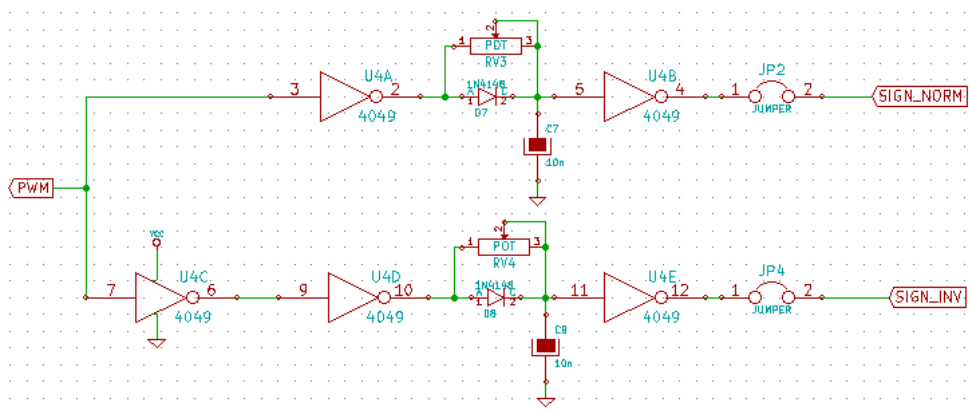 2
1 POT 3
RV3
U4A
3 2
4049
1N4148
A C
1 2
D7
U4B
5 4
4049
JP2
1 2
JUMPER
SIGN_NORM
C7
10n
PWM
VCC
2
1 POT 3
RV4
U4C
7 6
4049
U4D
9 10
4049
1N4148
A C
1 2
D8
U4E
11 12
4049
JP4
1 2
JUMPER
SIGN_INV
C8
10n